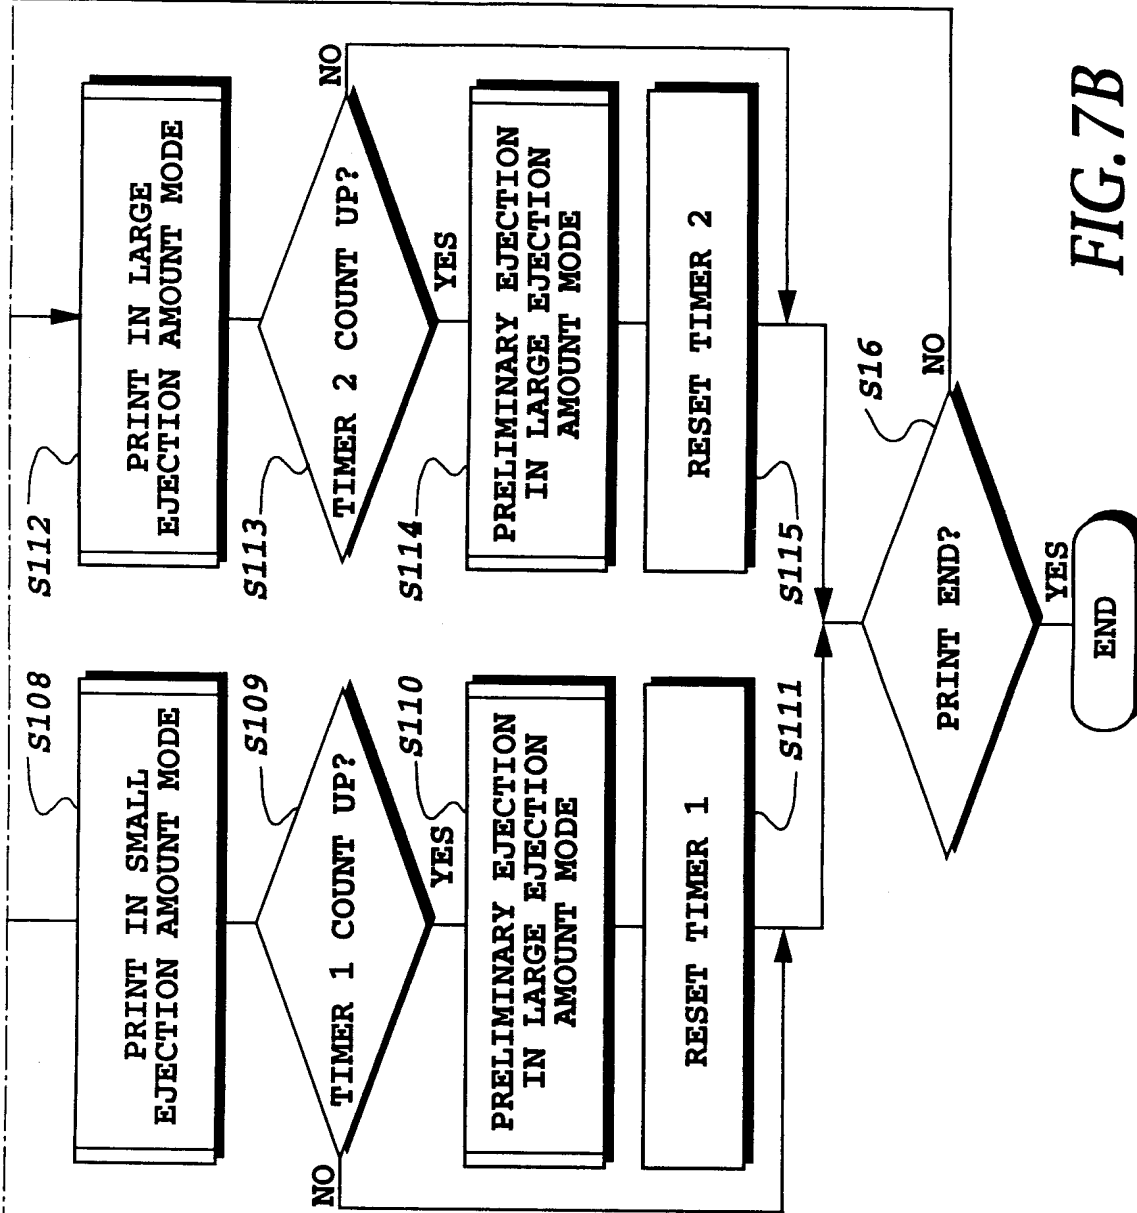 S108
PRINT IN SMALL
EJECTION AMOUNT MODE
S109
TIMER 1 COUNT UP?
NO
YES
S110
PRELIMINARY EJECTION
IN LARGE EJECTION
AMOUNT MODE
RESET TIMER 1
S111
S112
PRINT IN LARGE
EJECTION AMOUNT MODE
S113
TIMER 2 COUNT UP?
NO
YES
S114
PRELIMINARY EJECTION
IN LARGE EJECTION
AMOUNT MODE
RESET TIMER 2
S115
S16
PRINT END?
NO
YES
END
FIG. 7B